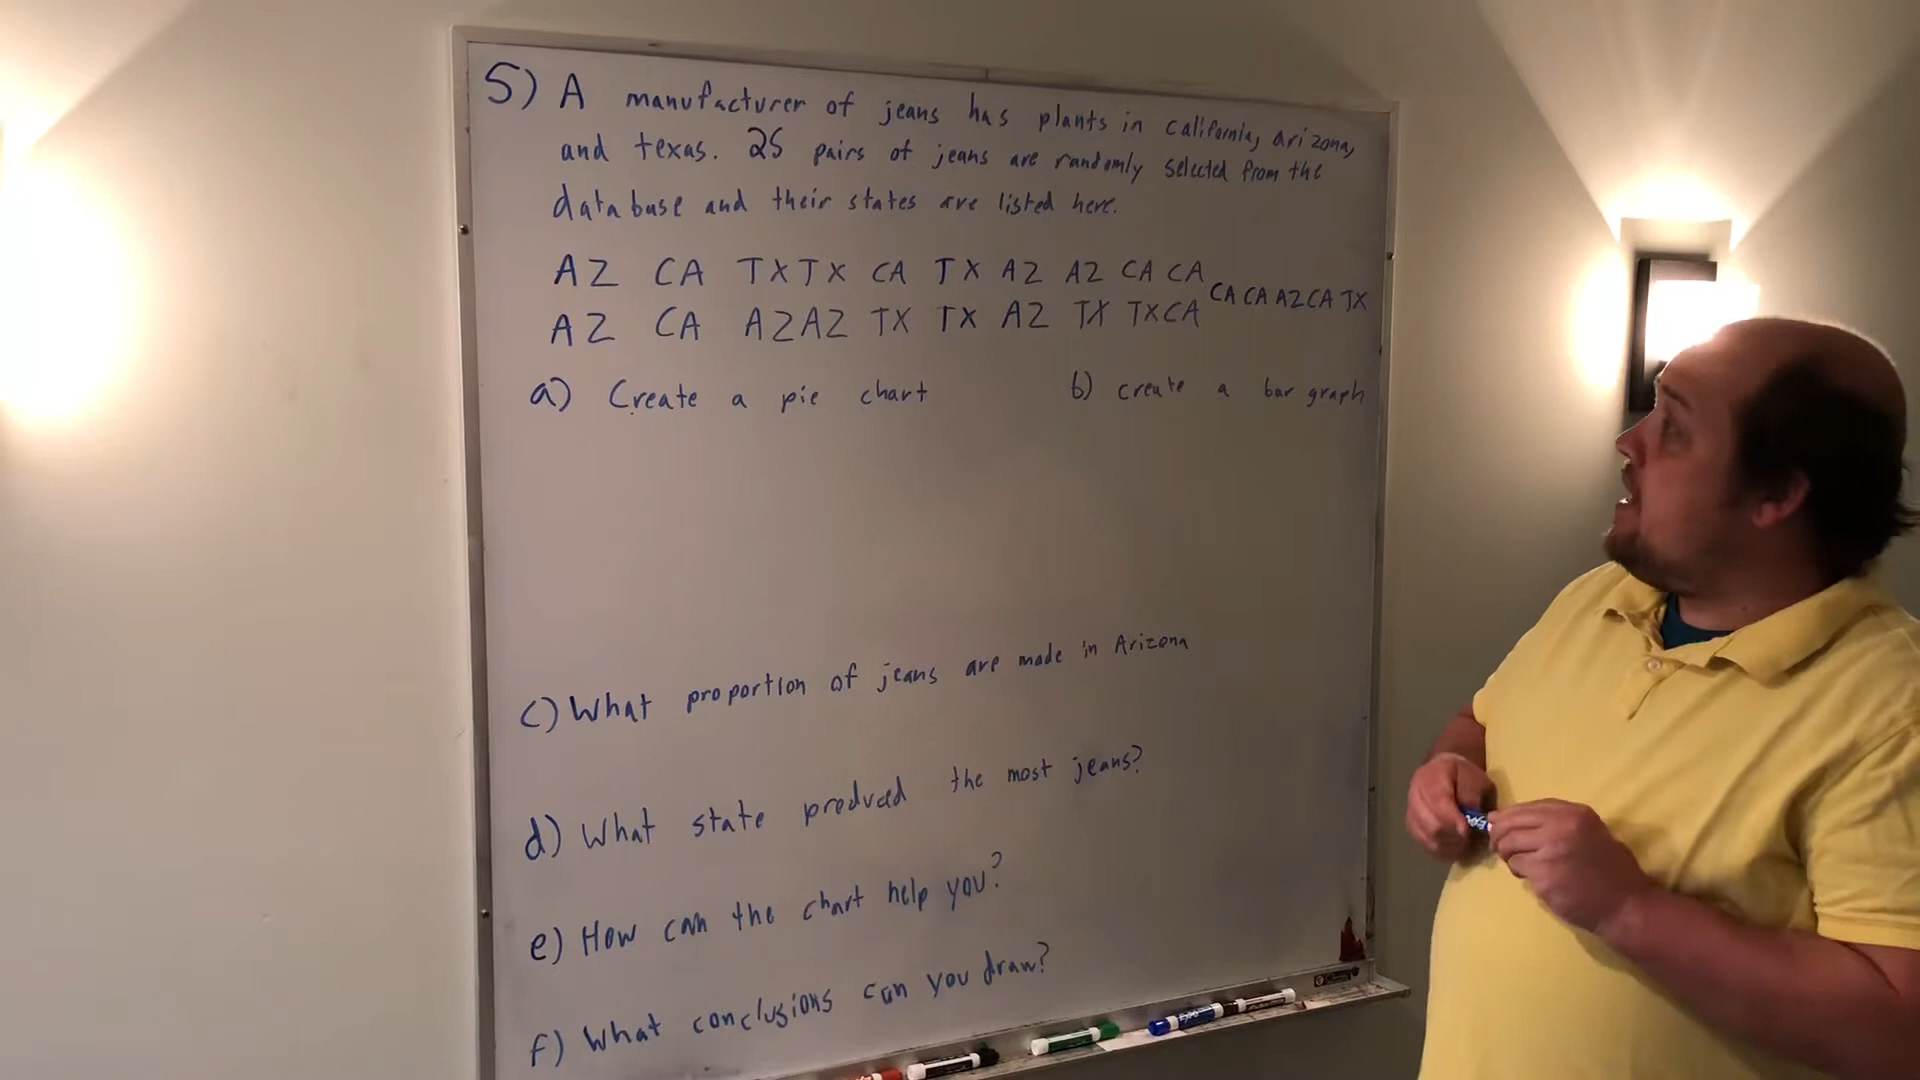 5) A manufacturer of jeans has plants in california, arizona,
and texas. 25 pairs of jeans are randomly selected from the
database and their states are listed here.
AZ CA TX TX CA TX AZ AZ CA CA
CA CA AZ CA TX
AZ CA AZ AZ TX TX AZ TX TX CA
a) Create a pie chart
b) create a bar graph
c) What proportion of jeans are made in Arizona
d) What state produced the most jeans?
e) How can the chart help you?
f) What conclusions can you draw?
EXPO